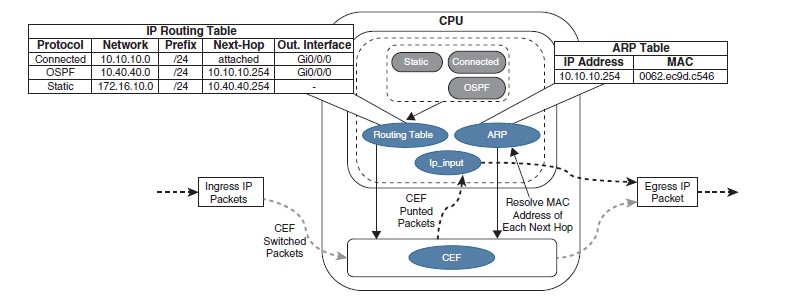 CPU
IP Routing Table
Protocol Network Prefix Next-Hop Out. Interface
Connected 10.10.10.0 /24 attached Gi0/0/0
OSPF 10.40.40.0 /24 10.10.10.254 Gi0/0/0
Static 172.16.10.0 /24 10.40.40.254 -
ARP Table
IP Address MAC
10.10.10.254 0062.ec9d.c546
Static
Connected
OSPF
Routing Table
ARP
Ip_input
Ingress IP
Packets
CEF
Switched
Packets
CEF
Punted
Packets
Resolve MAC
Address of
Each Next Hop
Egress IP
Packet
CEF